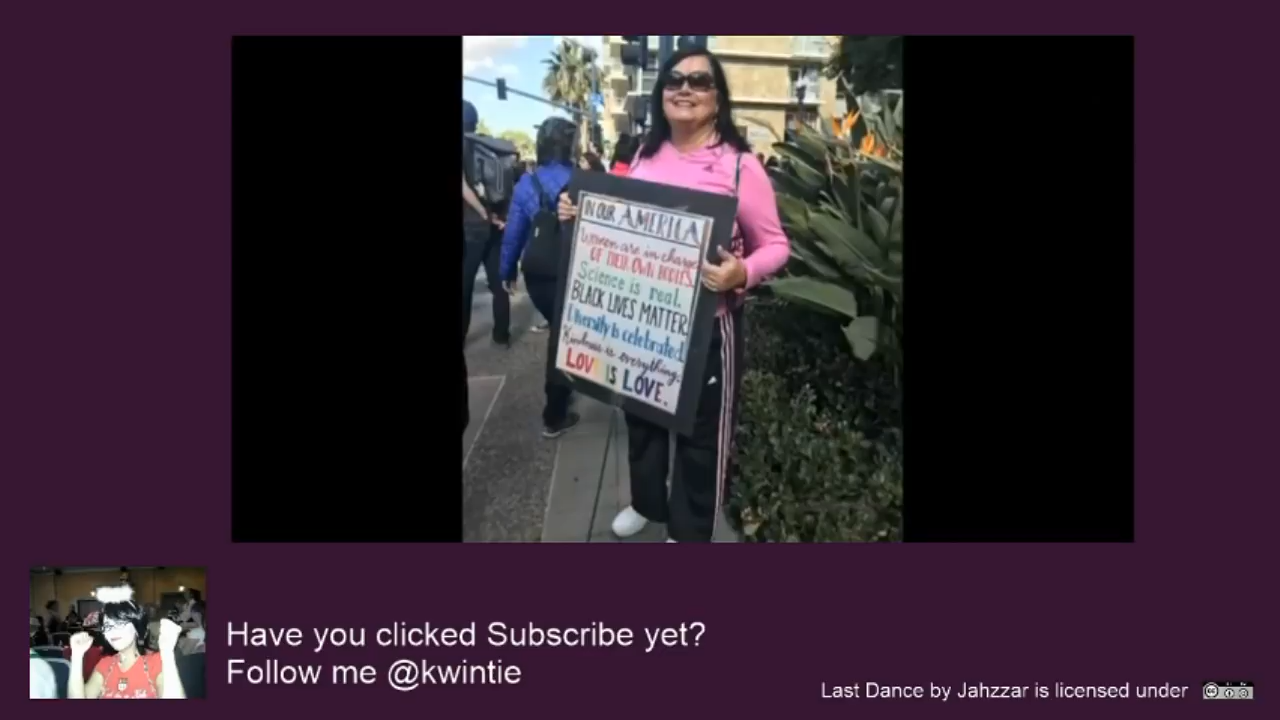 IN OUR AMERICA
Women are in charge
OF THEIR OWN BODIES.
Science is real.
BLACK LIVES MATTER
Diversity is celebrated
Kindness is everything.
LOVE IS LOVE.
Have you clicked Subscribe yet?
Follow me @kwintie
Last Dance by Jahzzar is licensed under